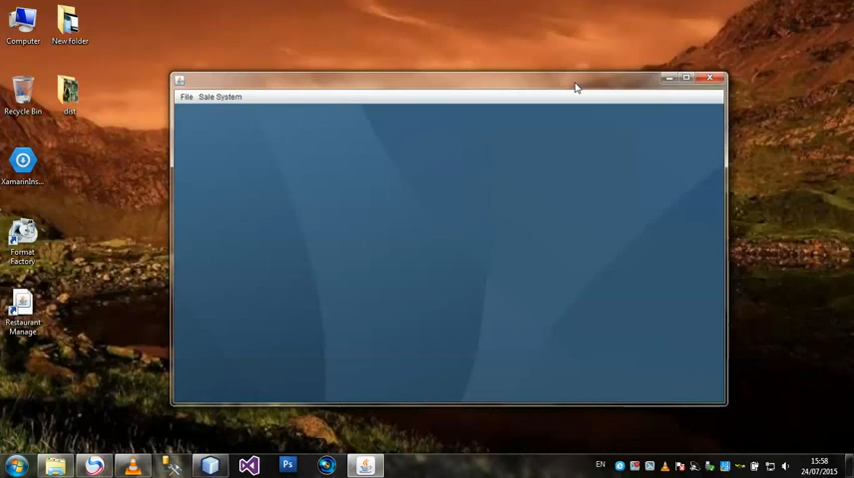 Computer
New folder
Recycle Bin
dist
XamarinIns...
Format
Factory
Restaurant
Manage
File Sale System
Ps
EN
15:58
24/07/2015